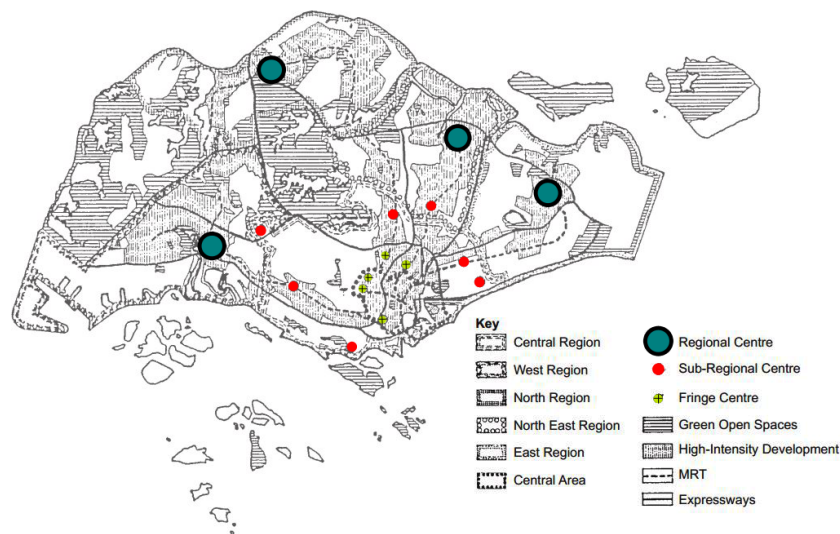 Key
Central Region
West Region
North Region
North East Region
East Region
Central Area
Regional Centre
Sub-Regional Centre
Fringe Centre
Green Open Spaces
High-Intensity Development
MRT
Expressways